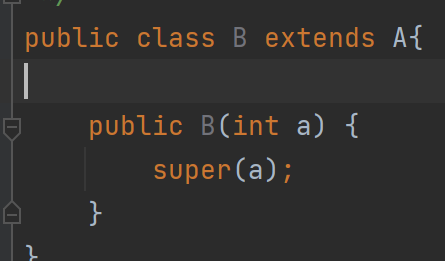 public class B extends A{
public B(int a) {
super(a);
}
}